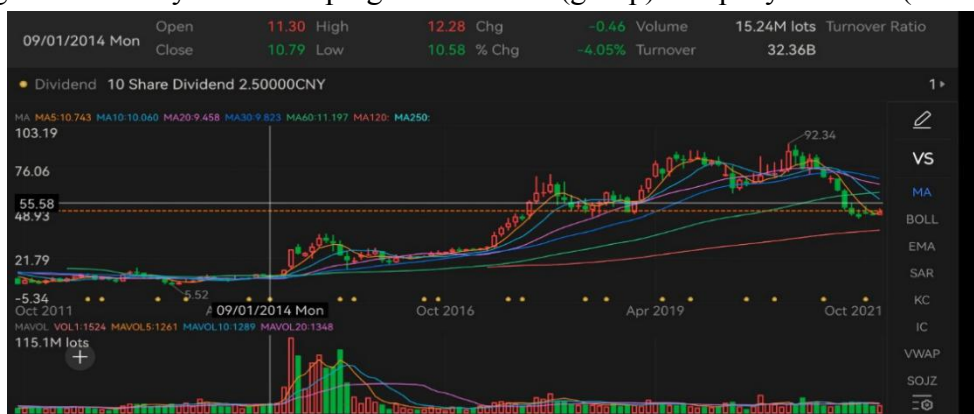 Open 11.30 High 12.28 Chg -0.46 Volume 15.24M lots Turnover Ratio
09/01/2014 Mon
Close 10.79 Low 10.58 % Chg -4.05% Turnover 32.36B
Dividend 10 Share Dividend 2.50000CNY 1
MA MA5:10.743 MA10:10.060 MA20:9.458 MA30:9.823 MA60:11.197 MA120: MA250:
103.19
92.34
VS
76.06
MA
55.58
48.93
BOLL
EMA
21.79
SAR
5.52
-5.34
KC
Oct 2011 09/01/2014 Mon Oct 2016 Apr 2019 Oct 2021
IC
MAVOL VOL1:1524 MAVOL5:1261 MAVOL10:1289 MAVOL20:1348
115.1M lots
VWAP
SOJZ